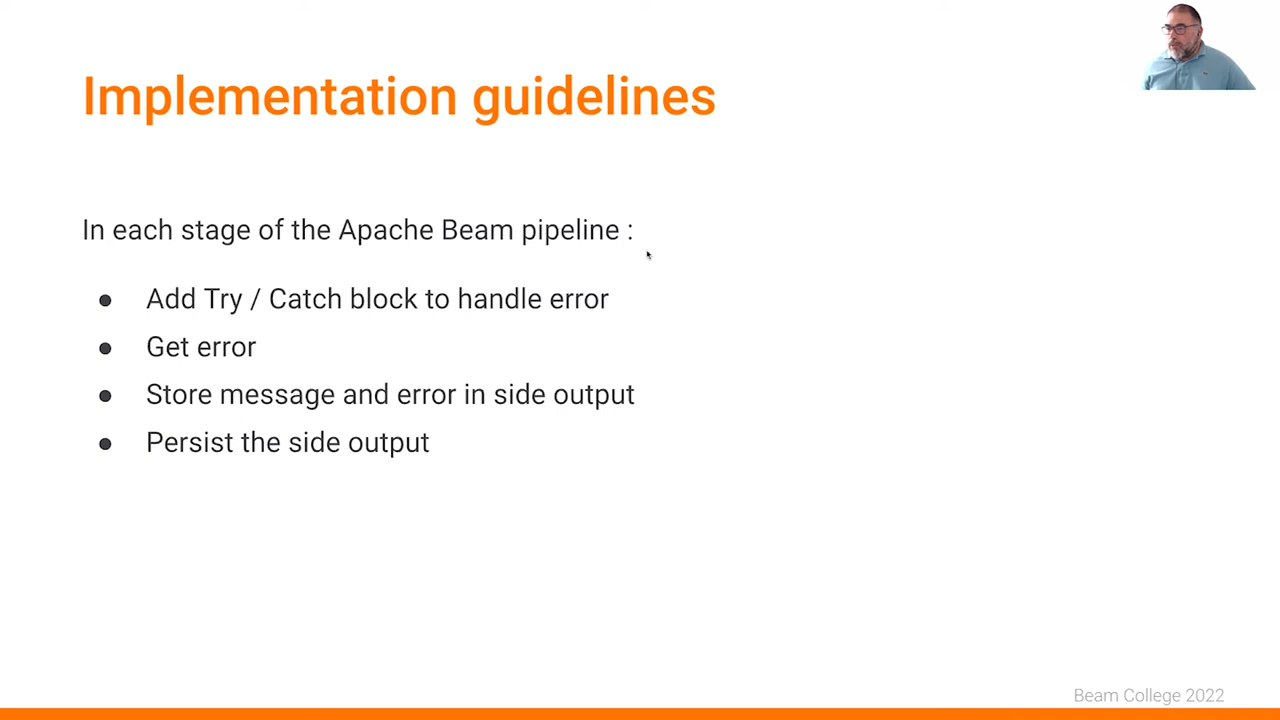 Implementation guidelines
In each stage of the Apache Beam pipeline :
● Add Try / Catch block to handle error
● Get error
● Store message and error in side output
● Persist the side output
Beam College 2022